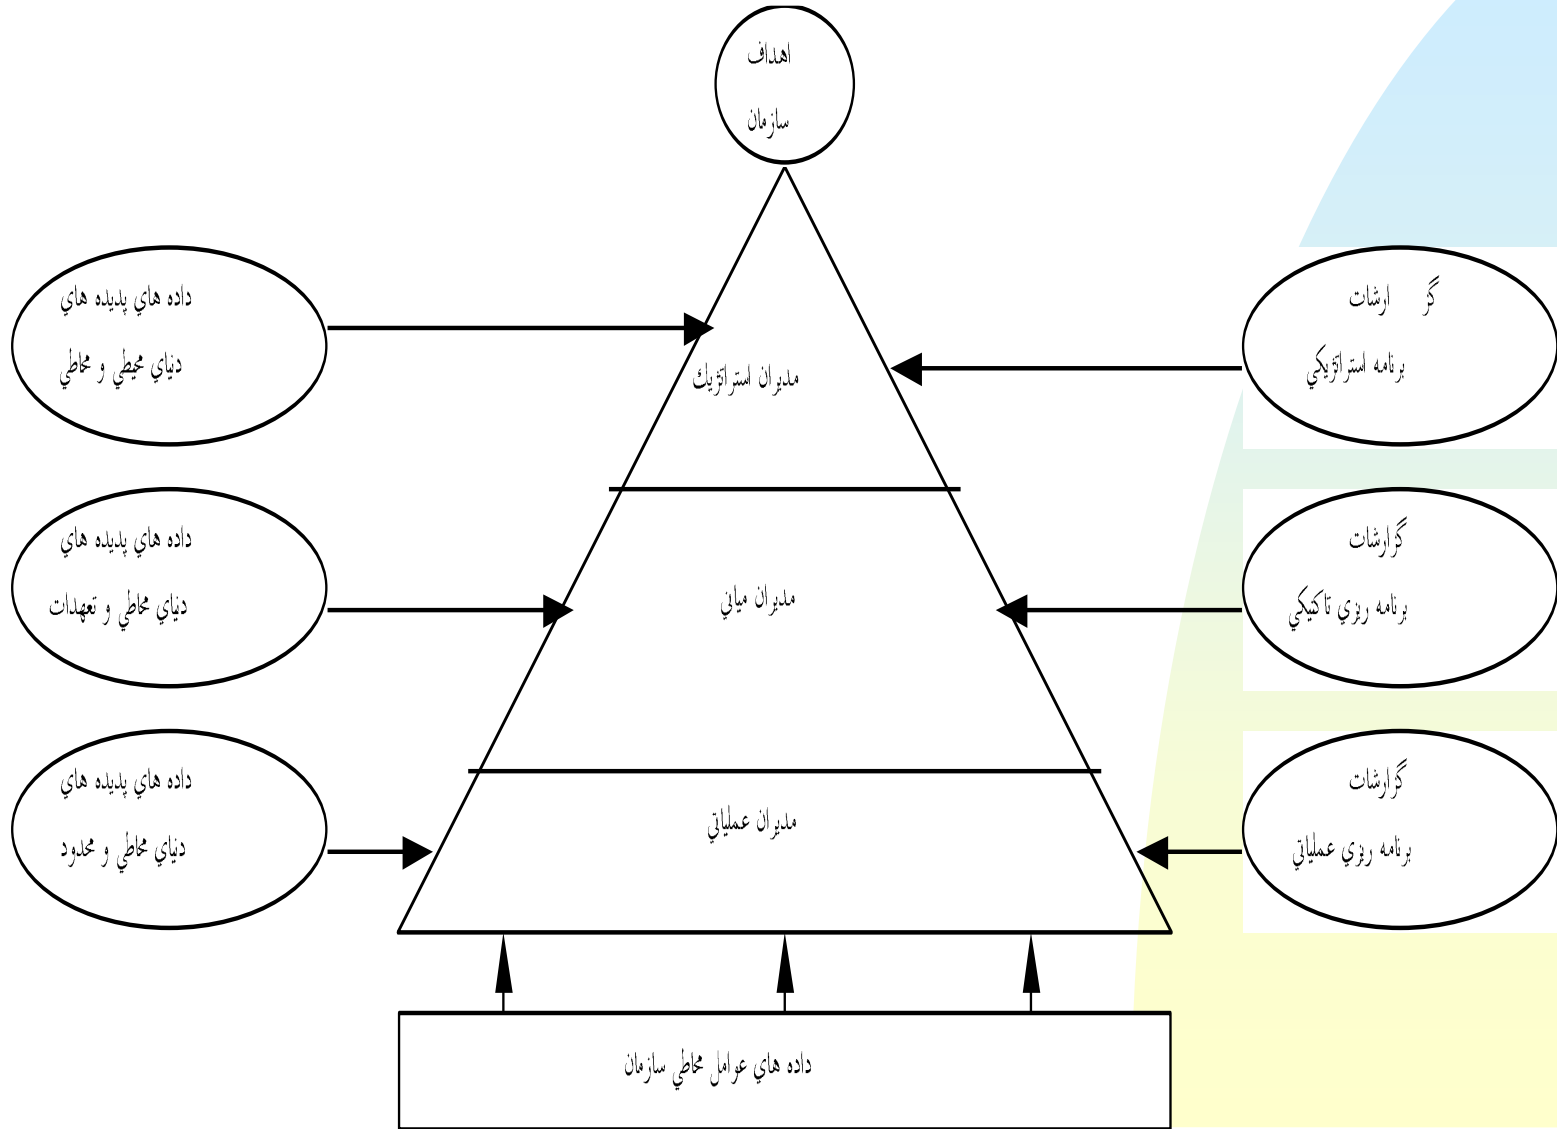 اهداف
سازمان
داده هاي پديده هاي
دنياي محيطي و محاطي
گز ارشات
برنامه استراتژيكي
مديران استراتژيك
داده هاي پديده هاي
دنياي محاطي و تعهدات
گزارشات
برنامه ريزي تاكتيكي
مديران مياني
داده هاي پديده هاي
دنياي محاطي و محدود
گزارشات
برنامه ريزي عملياتي
مديران عملياتي
داده هاي عوامل محاطي سازمان